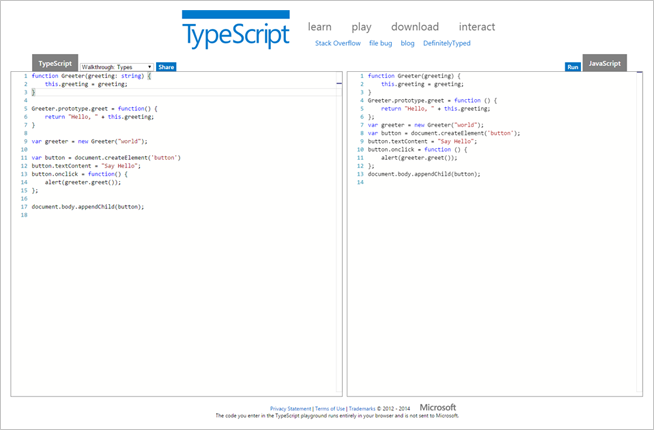 TypeScript
learn play download interact
Stack Overflow file bug blog DefinitelyTyped
TypeScript Walkthrough: Types Share
1 function Greeter(greeting: string) {
2 this.greeting = greeting;
3 }
4
5 Greeter.prototype.greet = function() {
6 return "Hello, " + this.greeting;
7 }
8
9 var greeter = new Greeter("world");
10
11 var button = document.createElement('button')
12 button.textContent = "Say Hello";
13 button.onclick = function() {
14 alert(greeter.greet());
15 };
16
17 document.body.appendChild(button);
18
Run JavaScript
1 function Greeter(greeting) {
2 this.greeting = greeting;
3 }
4 Greeter.prototype.greet = function () {
5 return "Hello, " + this.greeting;
6 };
7 var greeter = new Greeter("world");
8 var button = document.createElement('button');
9 button.textContent = "Say Hello";
10 button.onclick = function () {
11 alert(greeter.greet());
12 };
13 document.body.appendChild(button);
14
Privacy Statement | Terms of Use | Trademarks © 2012 - 2014 Microsoft
The code you enter in the TypeScript playground runs entirely in your browser and is not sent to Microsoft.